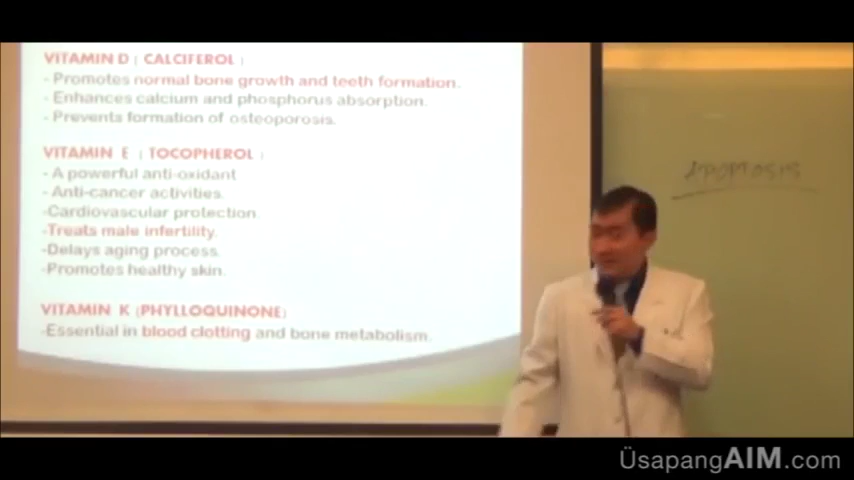 VITAMIN D ( CALCIFEROL )
- Promotes normal bone growth and teeth formation.
- Enhances calcium and phosphorus absorption.
- Prevents formation of osteoporosis.
VITAMIN E ( TOCOPHEROL )
- A powerful anti-oxidant
- Anti-cancer activities.
-Cardiovascular protection.
-Treats male infertility.
-Delays aging process.
-Promotes healthy skin.
VITAMIN K (PHYLLOQUINONE)
-Essential in blood clotting and bone metabolism.
APOPTOSIS
ÜsapangAIM.com